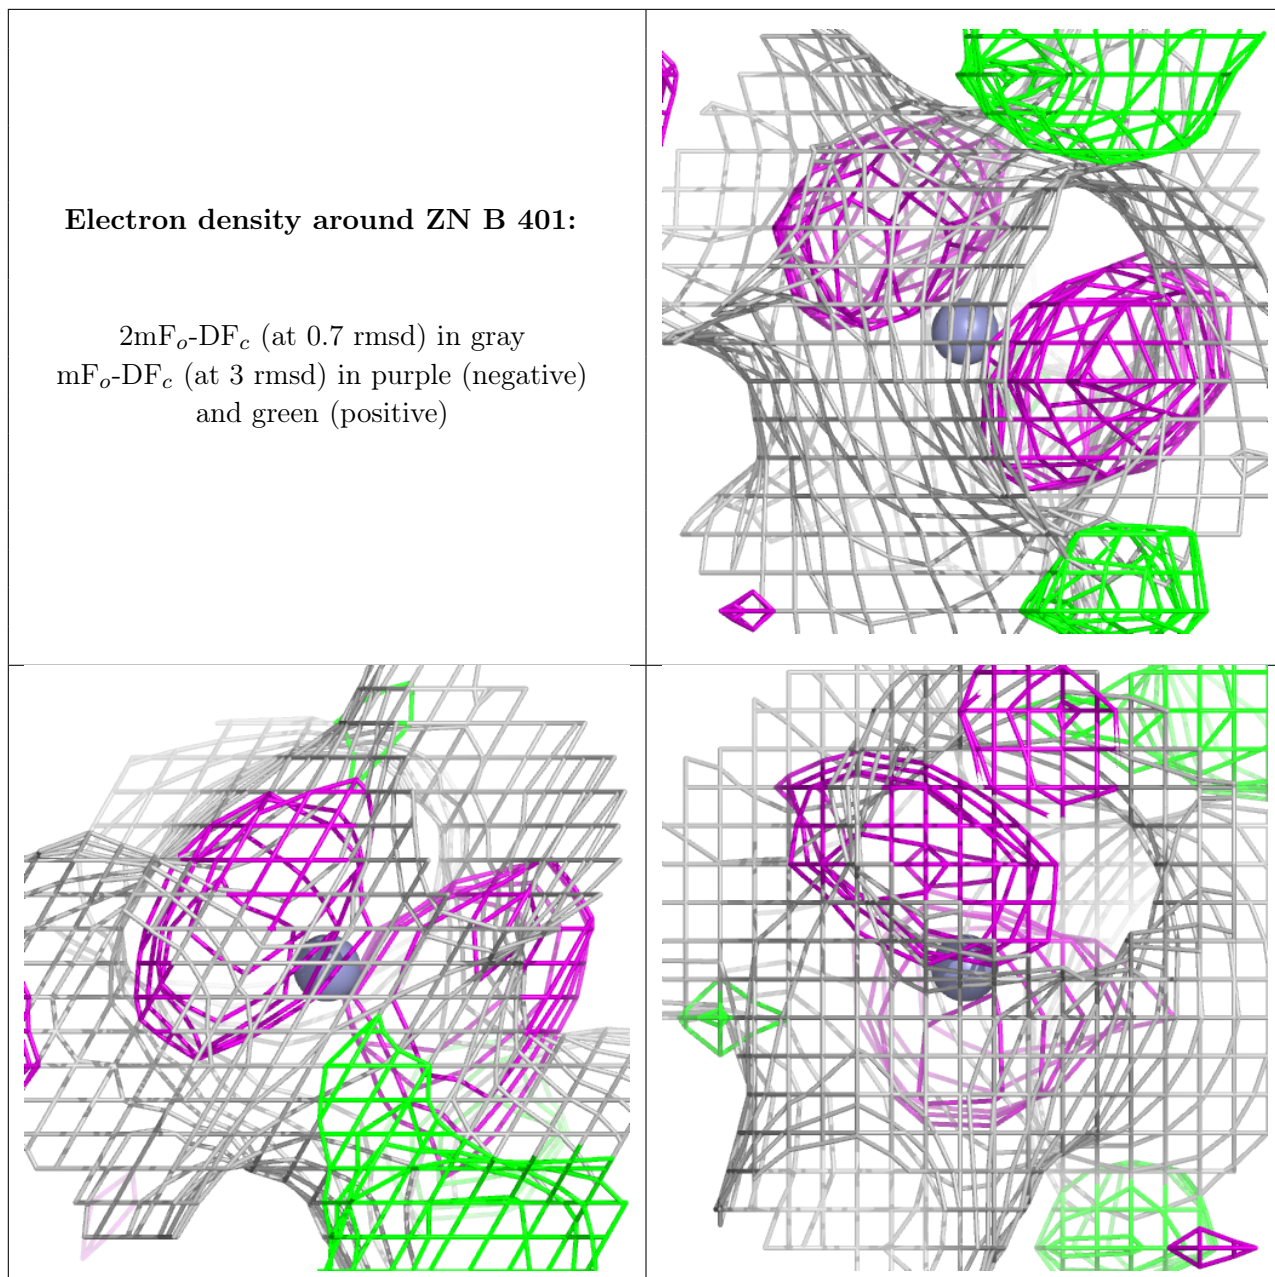 Electron density around ZN B 401:
2mFo-DFc (at 0.7 rmsd) in gray
mFo-DFc (at 3 rmsd) in purple (negative)
and green (positive)